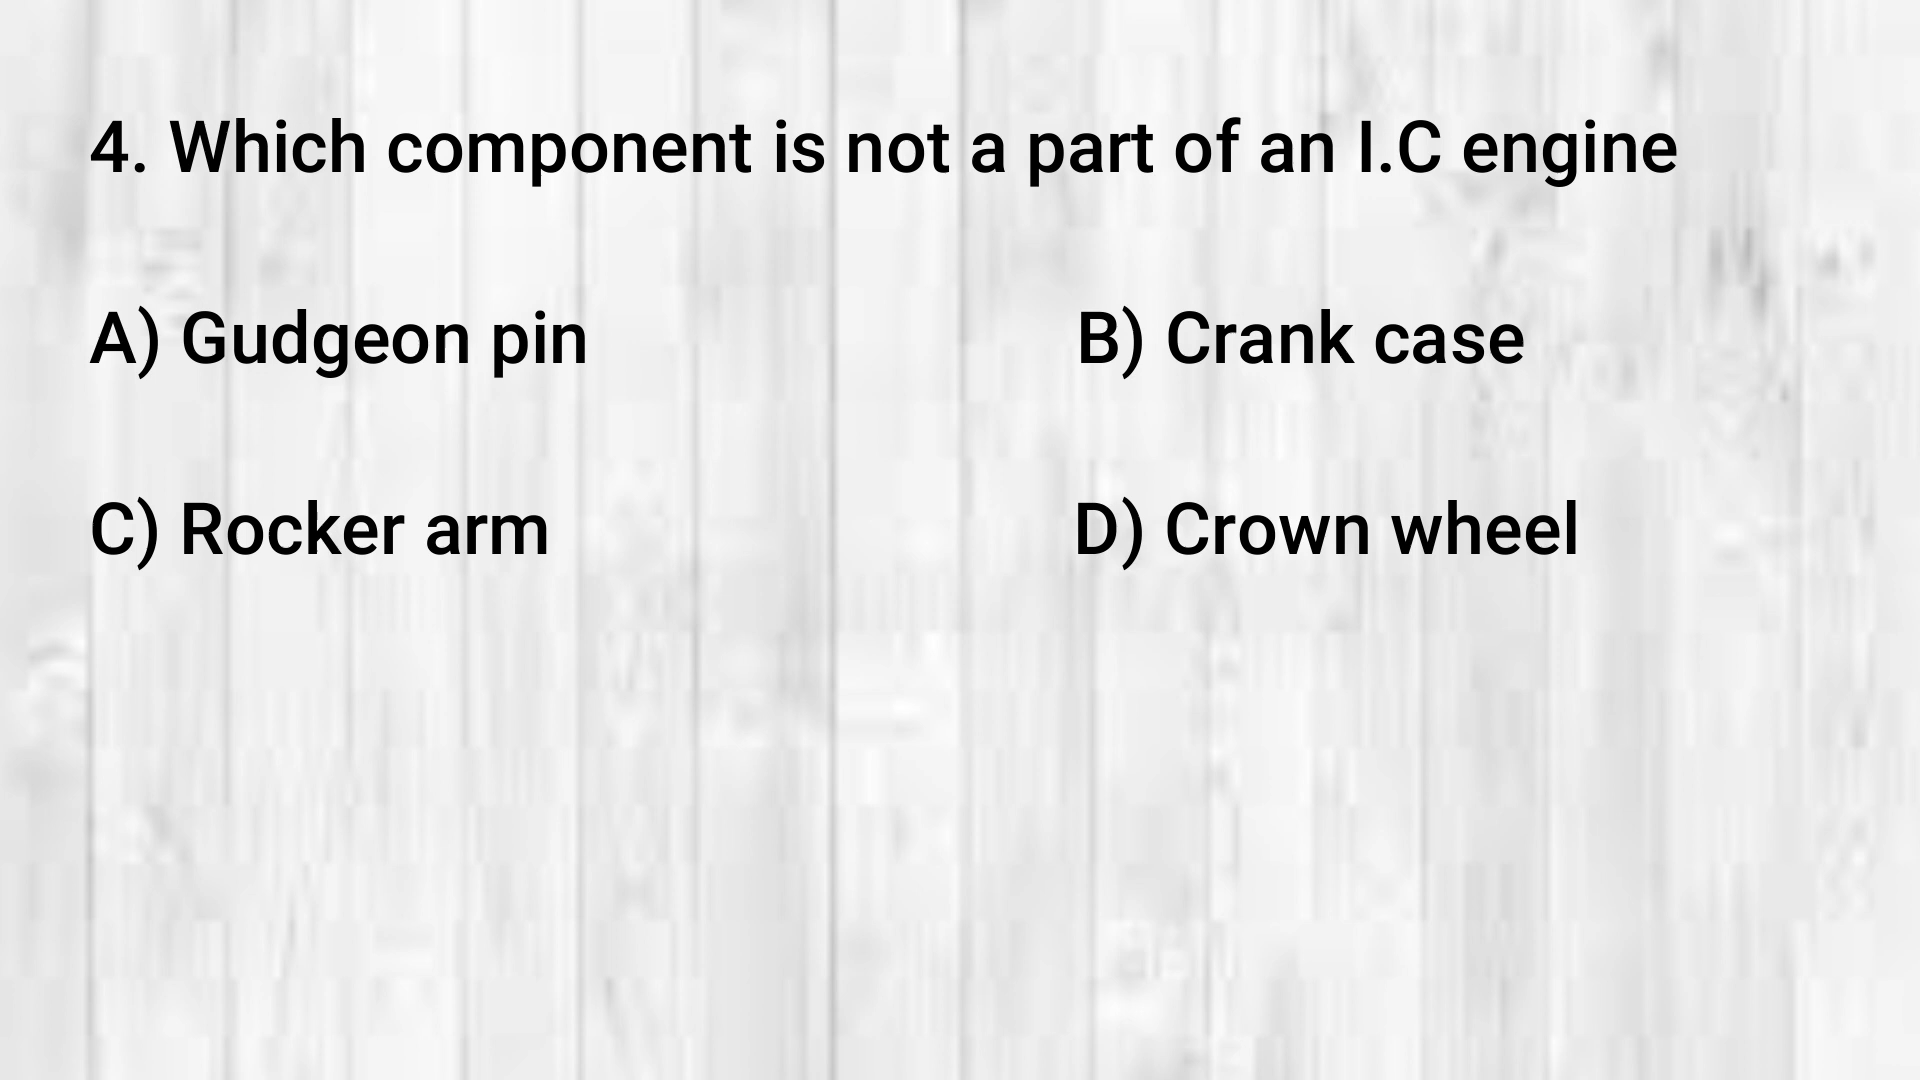 4. Which component is not a part of an I.C engine
A) Gudgeon pin B) Crank case
C) Rocker arm D) Crown wheel